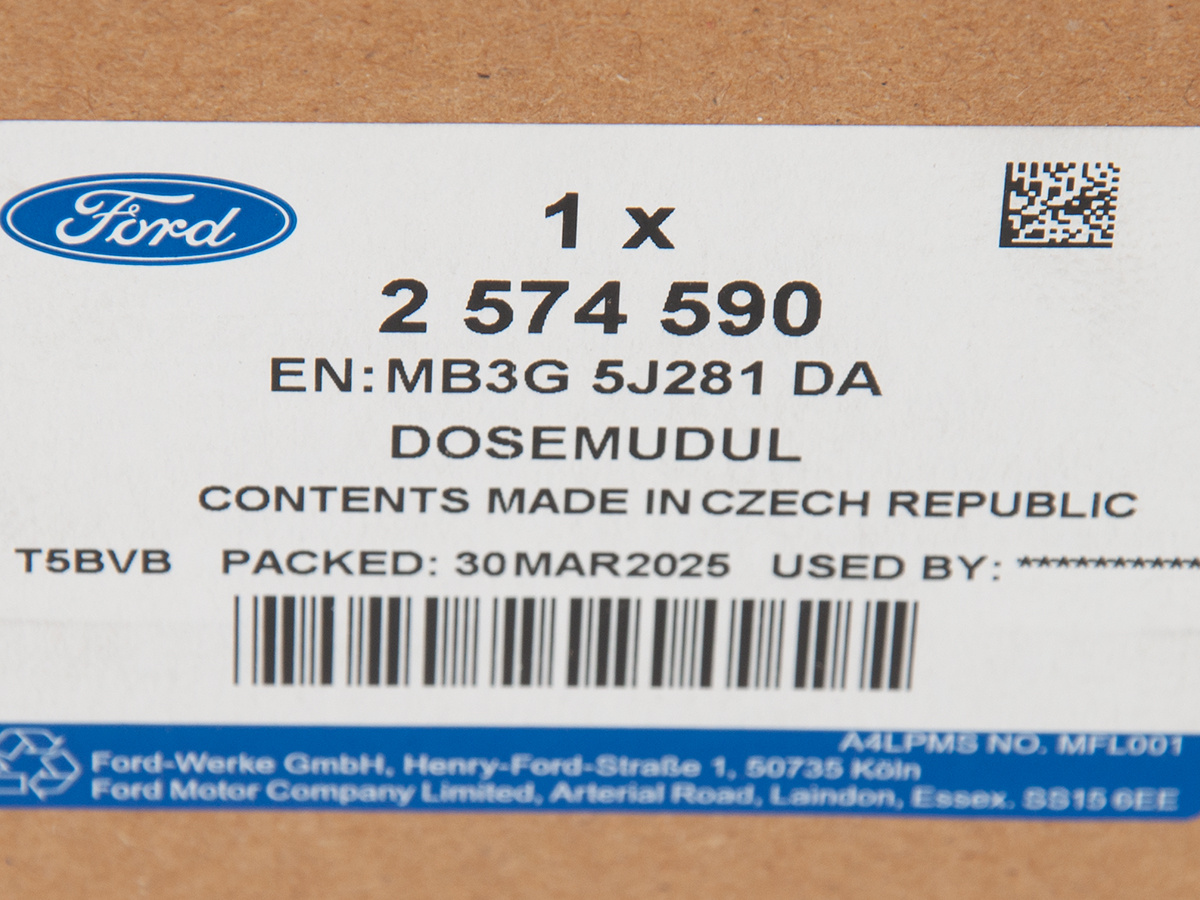 Ford
1 x
2 574 590
EN:MB3G 5J281 DA
DOSEMUDUL
CONTENTS MADE IN CZECH REPUBLIC
T5BVB PACKED: 30MAR2025 USED BY: **********
A4LPMS NO. MFL001
Ford-Werke GmbH, Henry-Ford-Straße 1, 50735 Köln
Ford Motor Company Limited, Arterial Road, Laindon, Essex. SS15 6EE